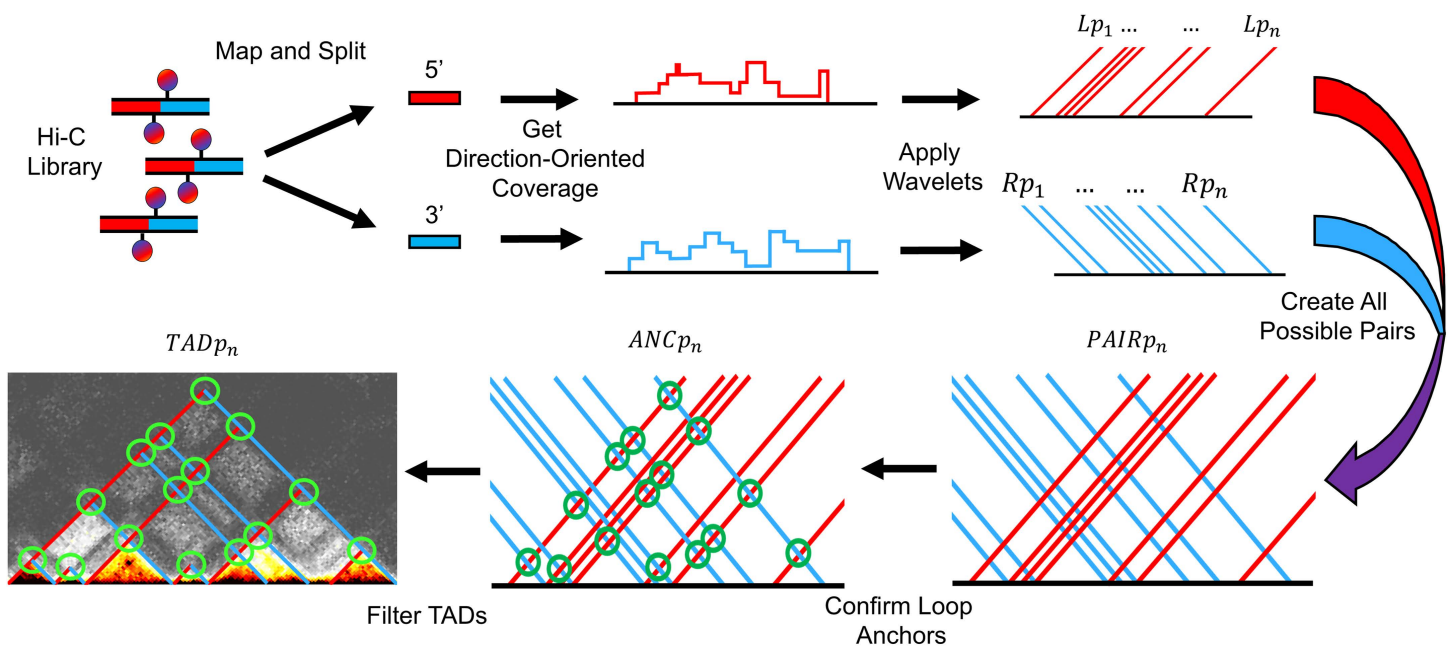 Map and Split
Hi-C
Library
5’
3’
Get
Direction-Oriented
Coverage
Apply
Wavelets
Lp₁ ... ... Lpₙ
Rp₁ ... ... Rpₙ
Create All
Possible Pairs
TADpₙ
ANCpₙ
PAIRpₙ
Filter TADs
Confirm Loop
Anchors